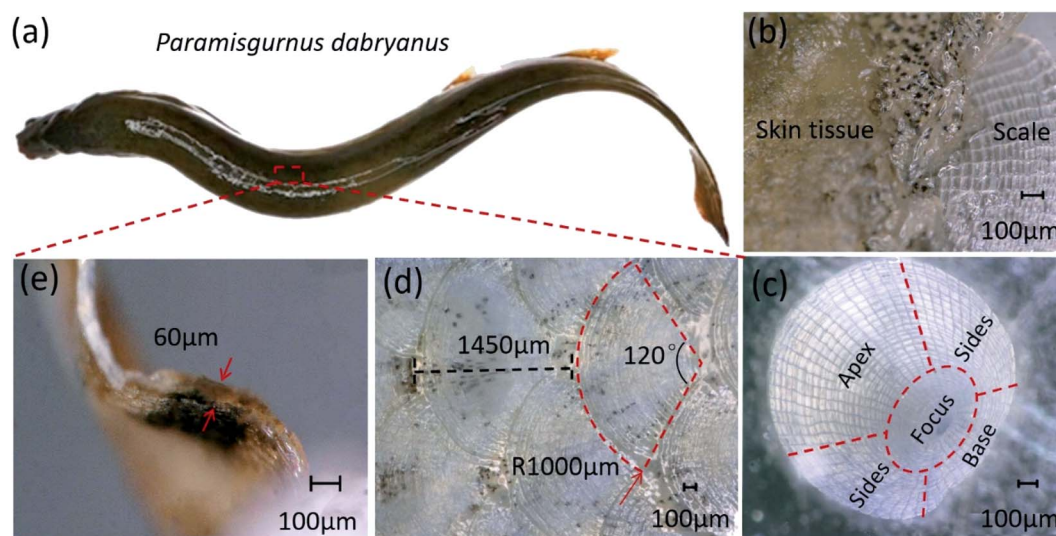 (a)
Paramisgurnus dabryanus
(b)
Skin tissue
Scale
100μm
(e)
60μm
100μm
(d)
1450μm
120°
R1000μm
100μm
(c)
Apex
Sides
Focus
Base
Sides
100μm